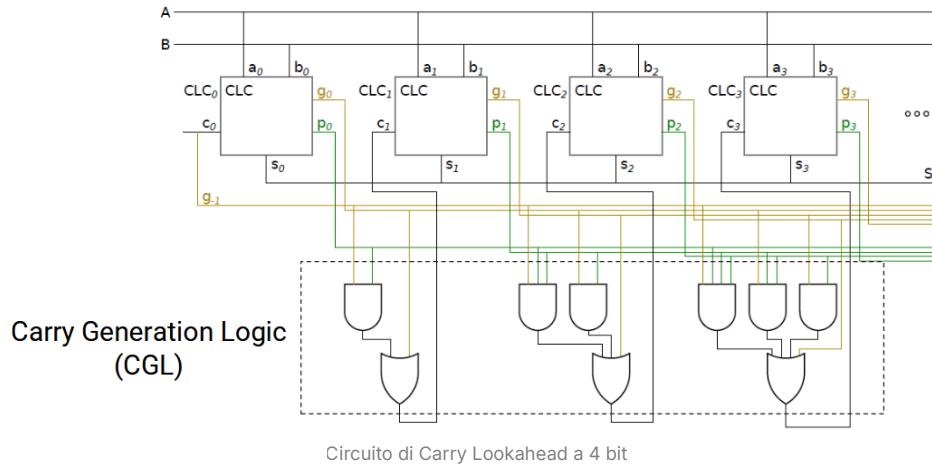 A
B
a0 b0 a1 b1 a2 b2 a3 b3
CLC0 CLC g0 CLC1 CLC g1 CLC2 CLC g2 CLC3 CLC g3
c0 p0 c1 p1 c2 p2 c3 p3
s0 s1 s2 s3 S
g-1
Carry Generation Logic
(CGL)
Circuito di Carry Lookahead a 4 bit